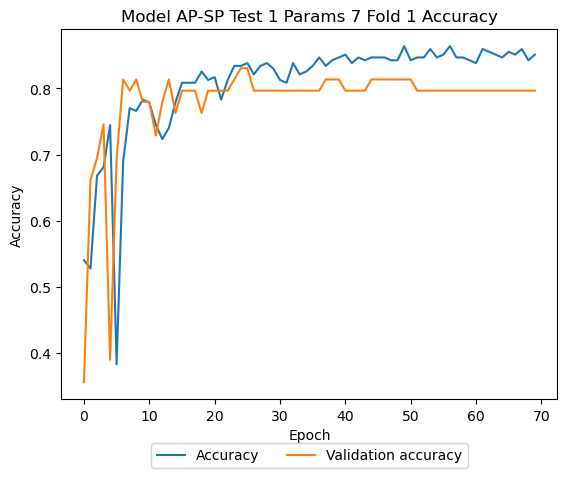 Model AP-SP Test 1 Params 7 Fold 1 Accuracy
Accuracy
0.8
0.7
0.6
0.5
0.4
0 10 20 30 40 50 60 70
Epoch
Accuracy Validation accuracy